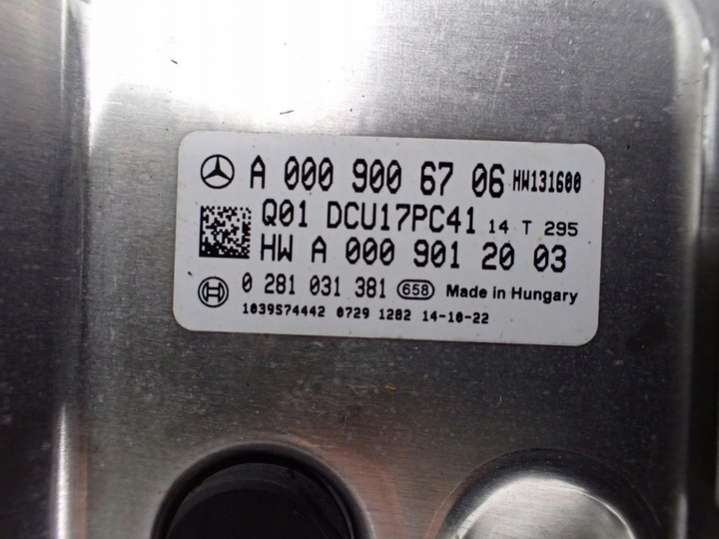 A 000 900 67 06 HW131600
Q01 DCU17PC41 14 T 295
HW A 000 901 20 03
0 281 031 381 658 Made in Hungary
1039S74442 0729 1282 14-10-22